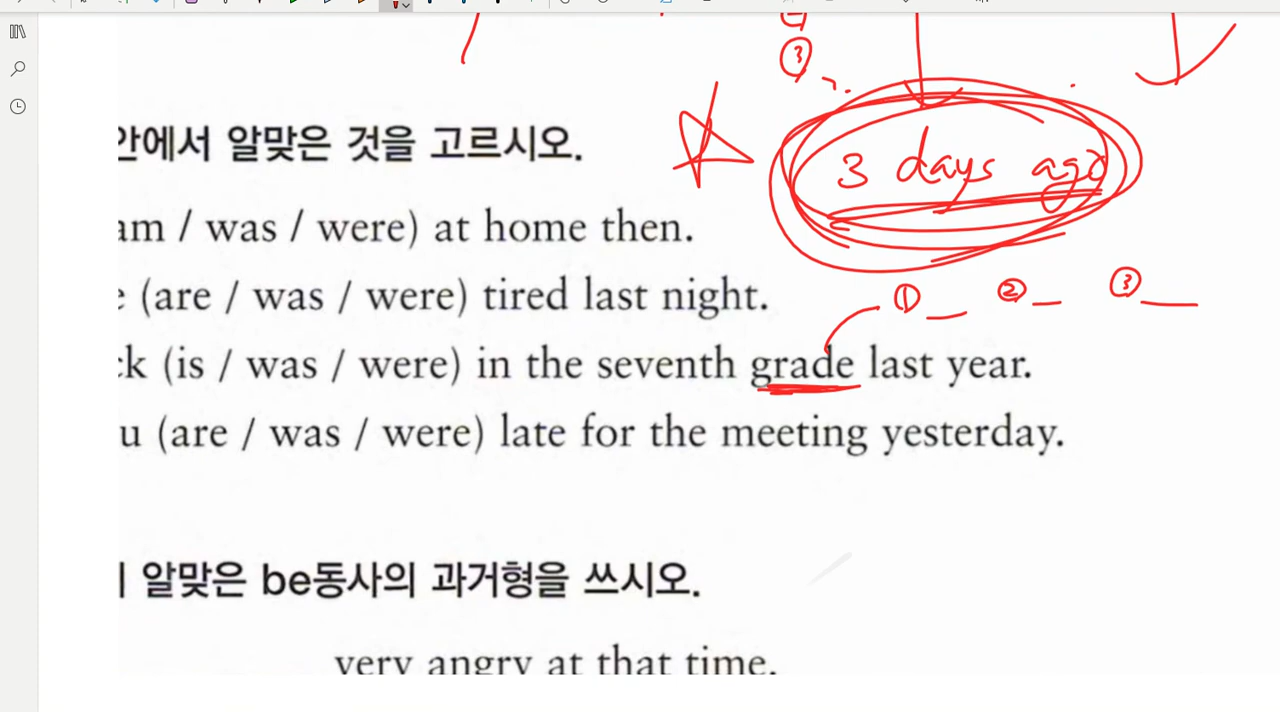 ③
안에서 알맞은 것을 고르시오.
3 days ago
am / was / were) at home then.
(are / was / were) tired last night.
① ② ③
ck (is / was / were) in the seventh grade last year.
u (are / was / were) late for the meeting yesterday.
알맞은 be동사의 과거형을 쓰시오.
very angry at that time.